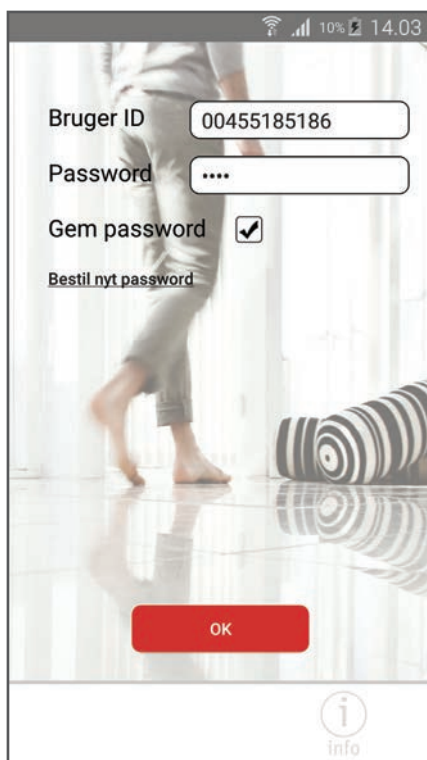 10% 14.03
Bruger ID 00455185186
Password ••••
Gem password
Bestil nyt password
OK
info